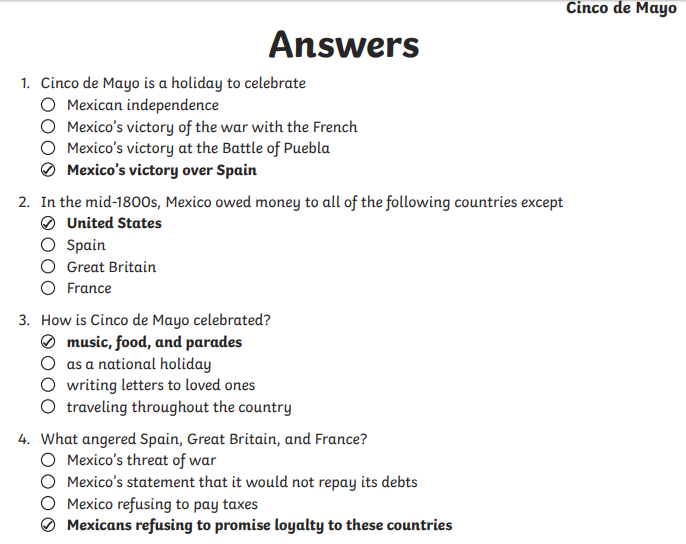 Cinco de Mayo
Answers
1. Cinco de Mayo is a holiday to celebrate
Mexican independence
Mexico's victory of the war with the French
Mexico's victory at the Battle of Puebla
Mexico's victory over Spain
2. In the mid-1800s, Mexico owed money to all of the following countries except
United States
Spain
Great Britain
France
3. How is Cinco de Mayo celebrated?
music, food, and parades
as a national holiday
writing letters to loved ones
traveling throughout the country
4. What angered Spain, Great Britain, and France?
Mexico's threat of war
Mexico's statement that it would not repay its debts
Mexico refusing to pay taxes
Mexicans refusing to promise loyalty to these countries